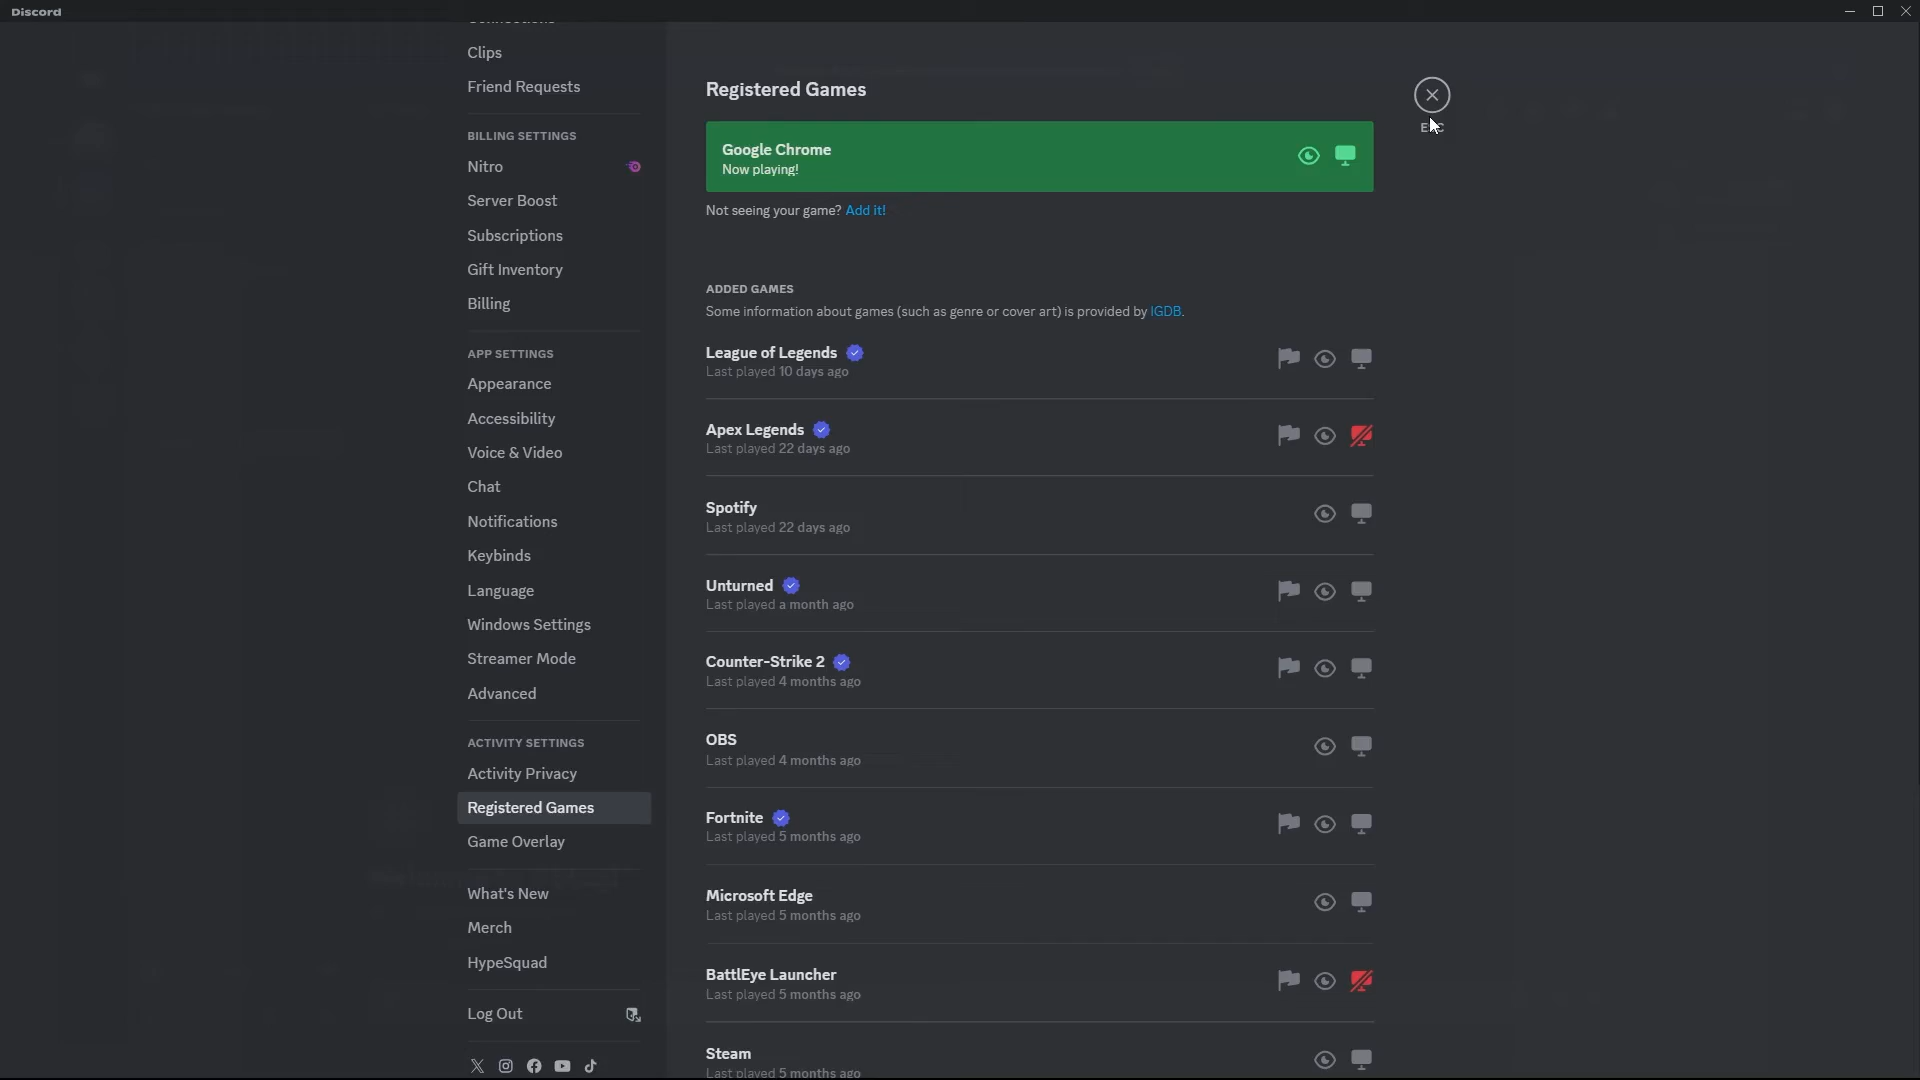 Discord
Connections
Clips
Friend Requests
BILLING SETTINGS
Nitro
Server Boost
Subscriptions
Gift Inventory
Billing
APP SETTINGS
Appearance
Accessibility
Voice & Video
Chat
Notifications
Keybinds
Language
Windows Settings
Streamer Mode
Advanced
ACTIVITY SETTINGS
Activity Privacy
Registered Games
Game Overlay
What's New
Merch
HypeSquad
Log Out
Registered Games
Google Chrome
Now playing!
Not seeing your game? Add it!
ADDED GAMES
Some information about games (such as genre or cover art) is provided by IGDB.
League of Legends
Last played 10 days ago
Apex Legends
Last played 22 days ago
Spotify
Last played 22 days ago
Unturned
Last played a month ago
Counter-Strike 2
Last played 4 months ago
OBS
Last played 4 months ago
Fortnite
Last played 5 months ago
Microsoft Edge
Last played 5 months ago
BattlEye Launcher
Last played 5 months ago
Steam
Last played 5 months ago